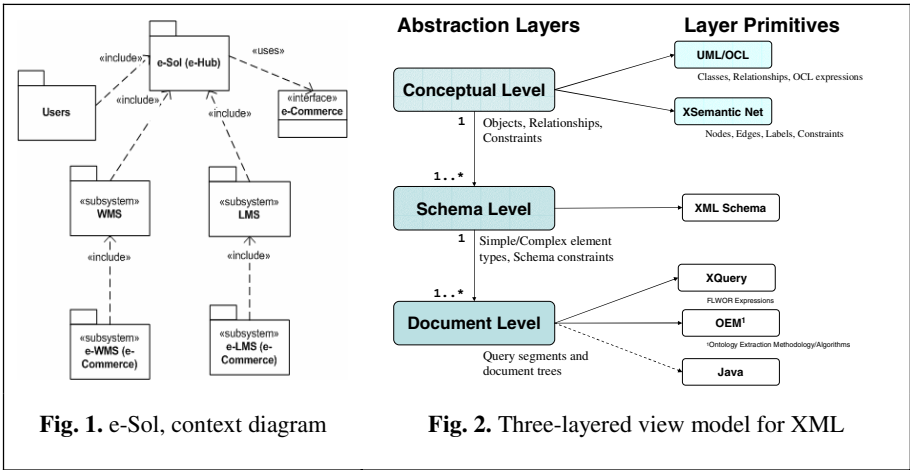 «include»
e-Sol (e-Hub)
«uses»
Users
«include»
«include»
«interface»
e-Commerce
«subsystem»
WMS
«subsystem»
LMS
«include»
«include»
«subsystem»
e-WMS (e-
Commerce)
«subsystem»
e-LMS (e-
Commerce)
Fig. 1. e-Sol, context diagram
Abstraction Layers
Layer Primitives
Conceptual Level
UML/OCL
Classes, Relationships, OCL expressions
XSemantic Net
Nodes, Edges, Labels, Constraints
1
Objects, Relationships,
Constraints
1..*
Schema Level
XML Schema
1
Simple/Complex element
types, Schema constraints
1..*
Document Level
XQuery
FLWOR Expressions
OEM¹
¹Ontology Extraction Methodology/Algorithms
Java
Query segments and
document trees
Fig. 2. Three-layered view model for XML